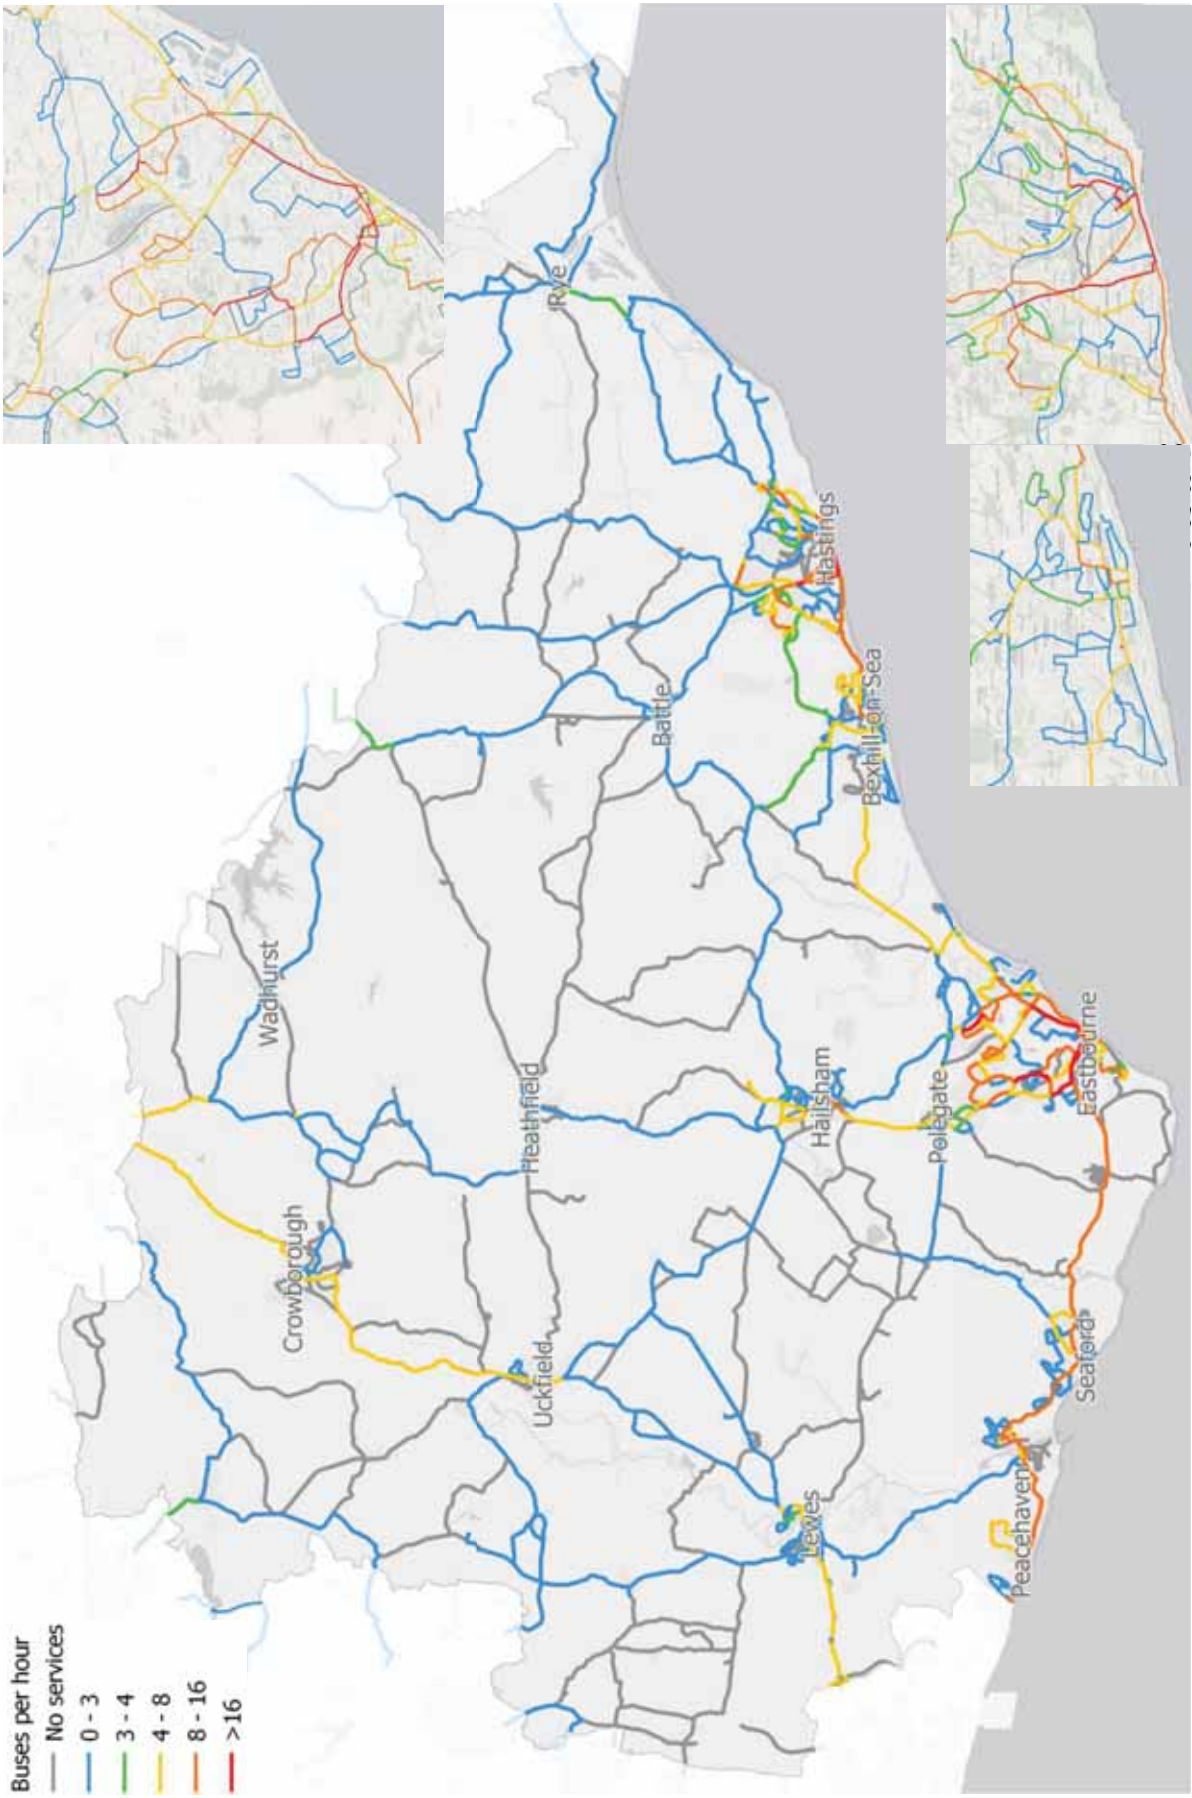 Buses per hour
No services
0 - 3
3 - 4
4 - 8
8 - 16
>16
Peacehaven
Lewes
Seaford
Uckfield
Crowborough
Heathfield
Polegate
Hailsham
Eastbourne
Wadhurst
Bexhill-on-Sea
Battle
Hastings
Rye